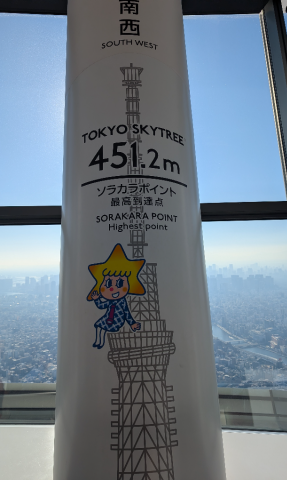 南西
SOUTH WEST
TOKYO SKYTREE
451.2m
ソラカラポイント
最高到達点
SORAKARA POINT
Highest point